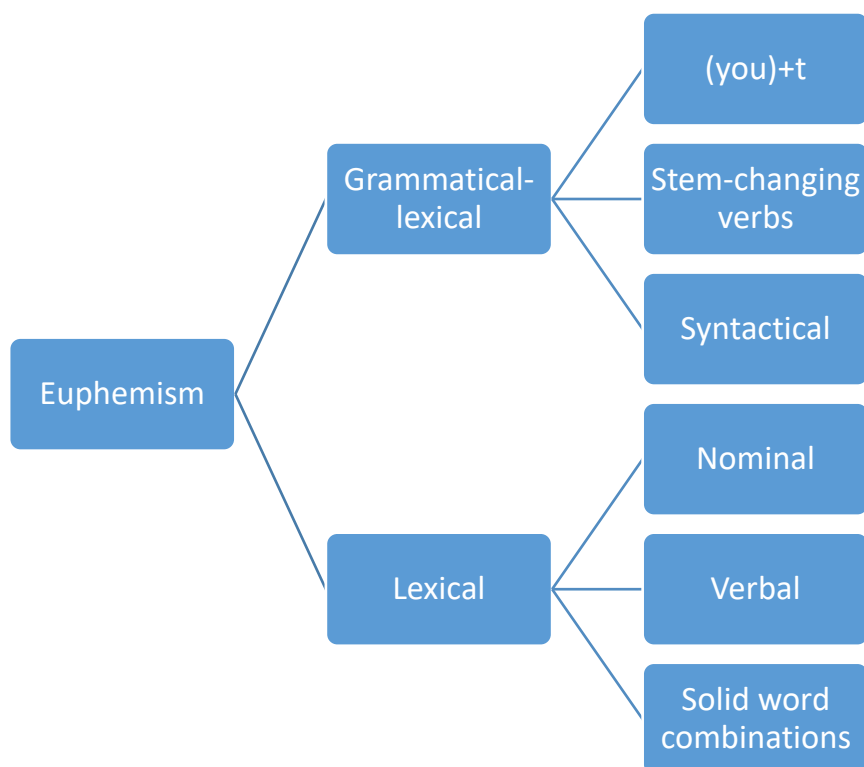 (you)+t
Grammatical-
lexical
Stem-changing
verbs
Syntactical
Euphemism
Nominal
Lexical
Verbal
Solid word
combinations